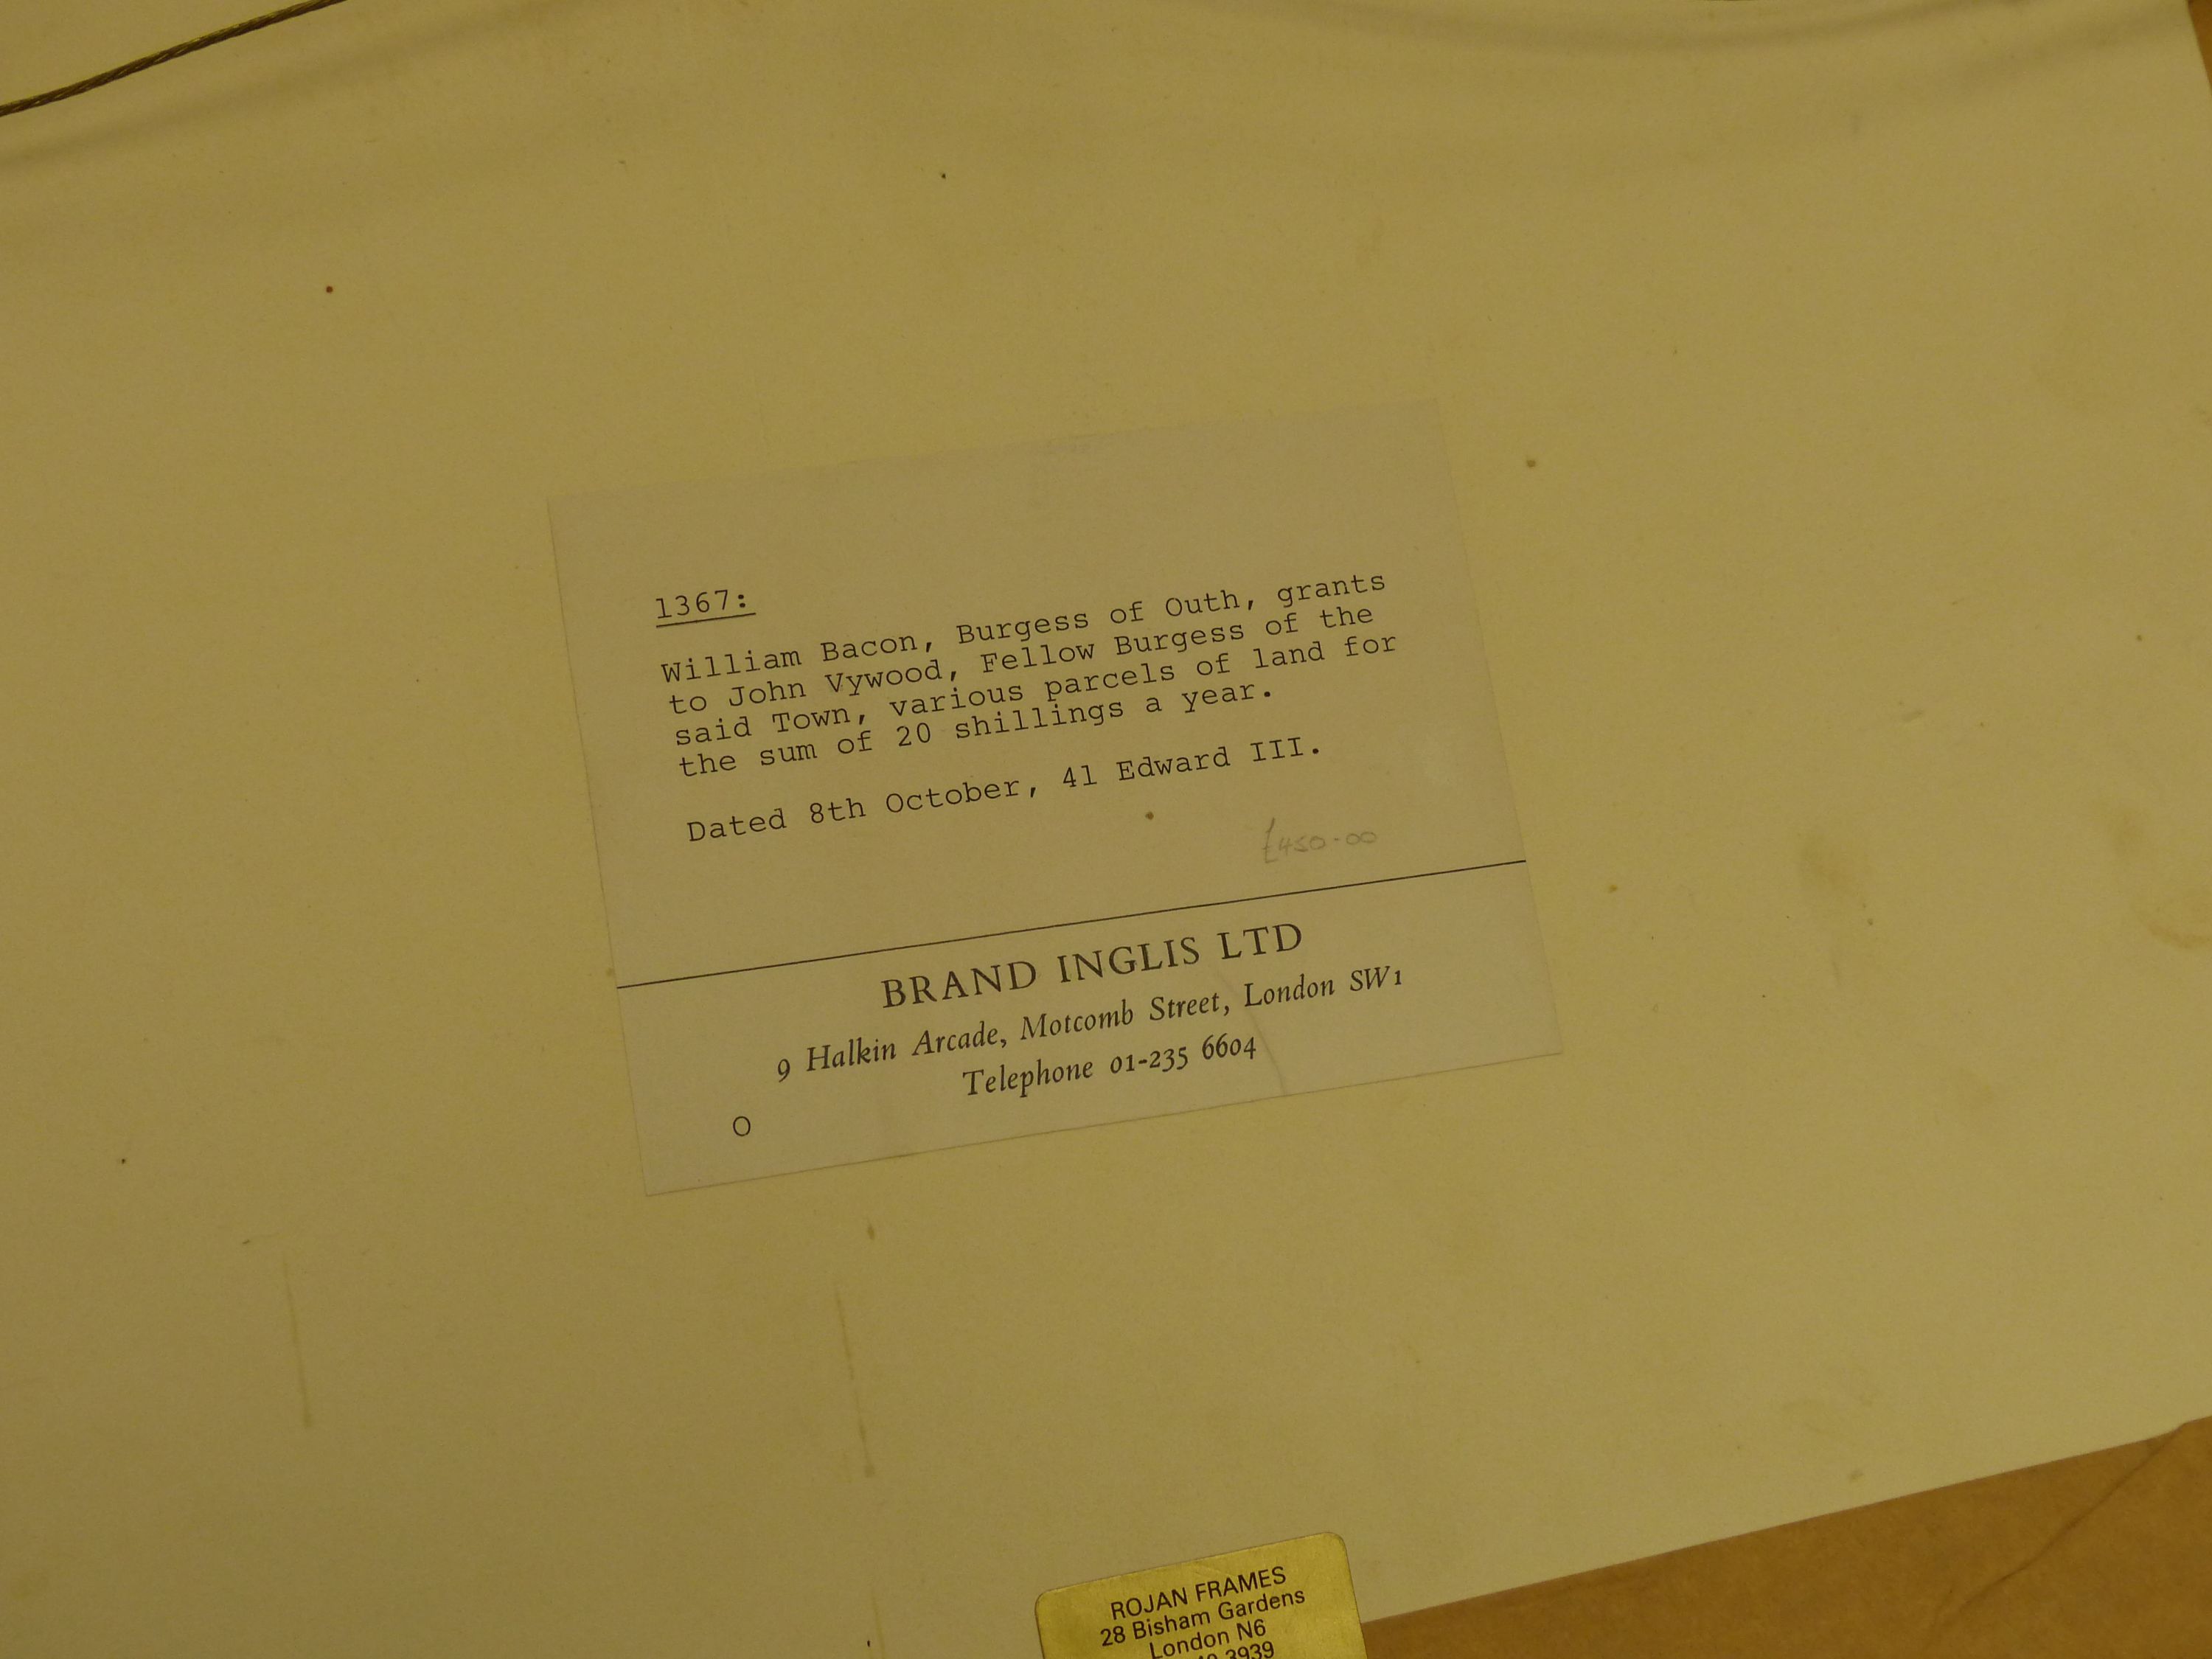 1367:
William Bacon, Burgess of Outh, grants
to John Vywood, Fellow Burgess of the
said Town, various parcels of land for
the sum of 20 shillings a year.
Dated 8th October, 41 Edward III.
£450-00
BRAND INGLIS LTD
9 Halkin Arcade, Motcomb Street, London SW1
Telephone 01-235 6604
O
ROJAN FRAMES
28 Bisham Gardens
London N6
3939